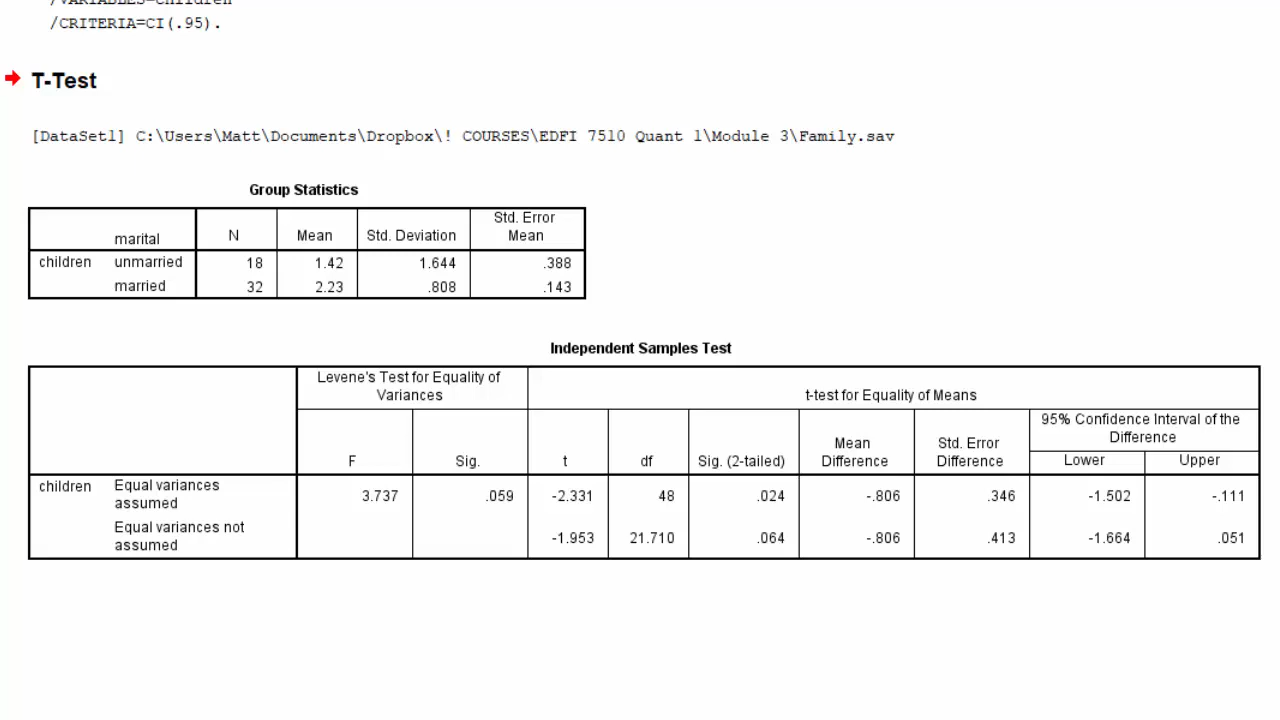 /VARIABLES=children
/CRITERIA=CI(.95).
T-Test
[DataSet1] C:\Users\Matt\Documents\Dropbox\! COURSES\EDFI 7510 Quant 1\Module 3\Family.sav
Group Statistics
marital N Mean Std. Deviation Std. Error Mean
children unmarried 18 1.42 1.644 .388
married 32 2.23 .808 .143
Independent Samples Test
Levene's Test for Equality of Variances t-test for Equality of Means
95% Confidence Interval of the Difference
F Sig. t df Sig. (2-tailed) Mean Difference Std. Error Difference Lower Upper
children Equal variances assumed 3.737 .059 -2.331 48 .024 -.806 .346 -1.502 -.111
Equal variances not assumed -1.953 21.710 .064 -.806 .413 -1.664 .051